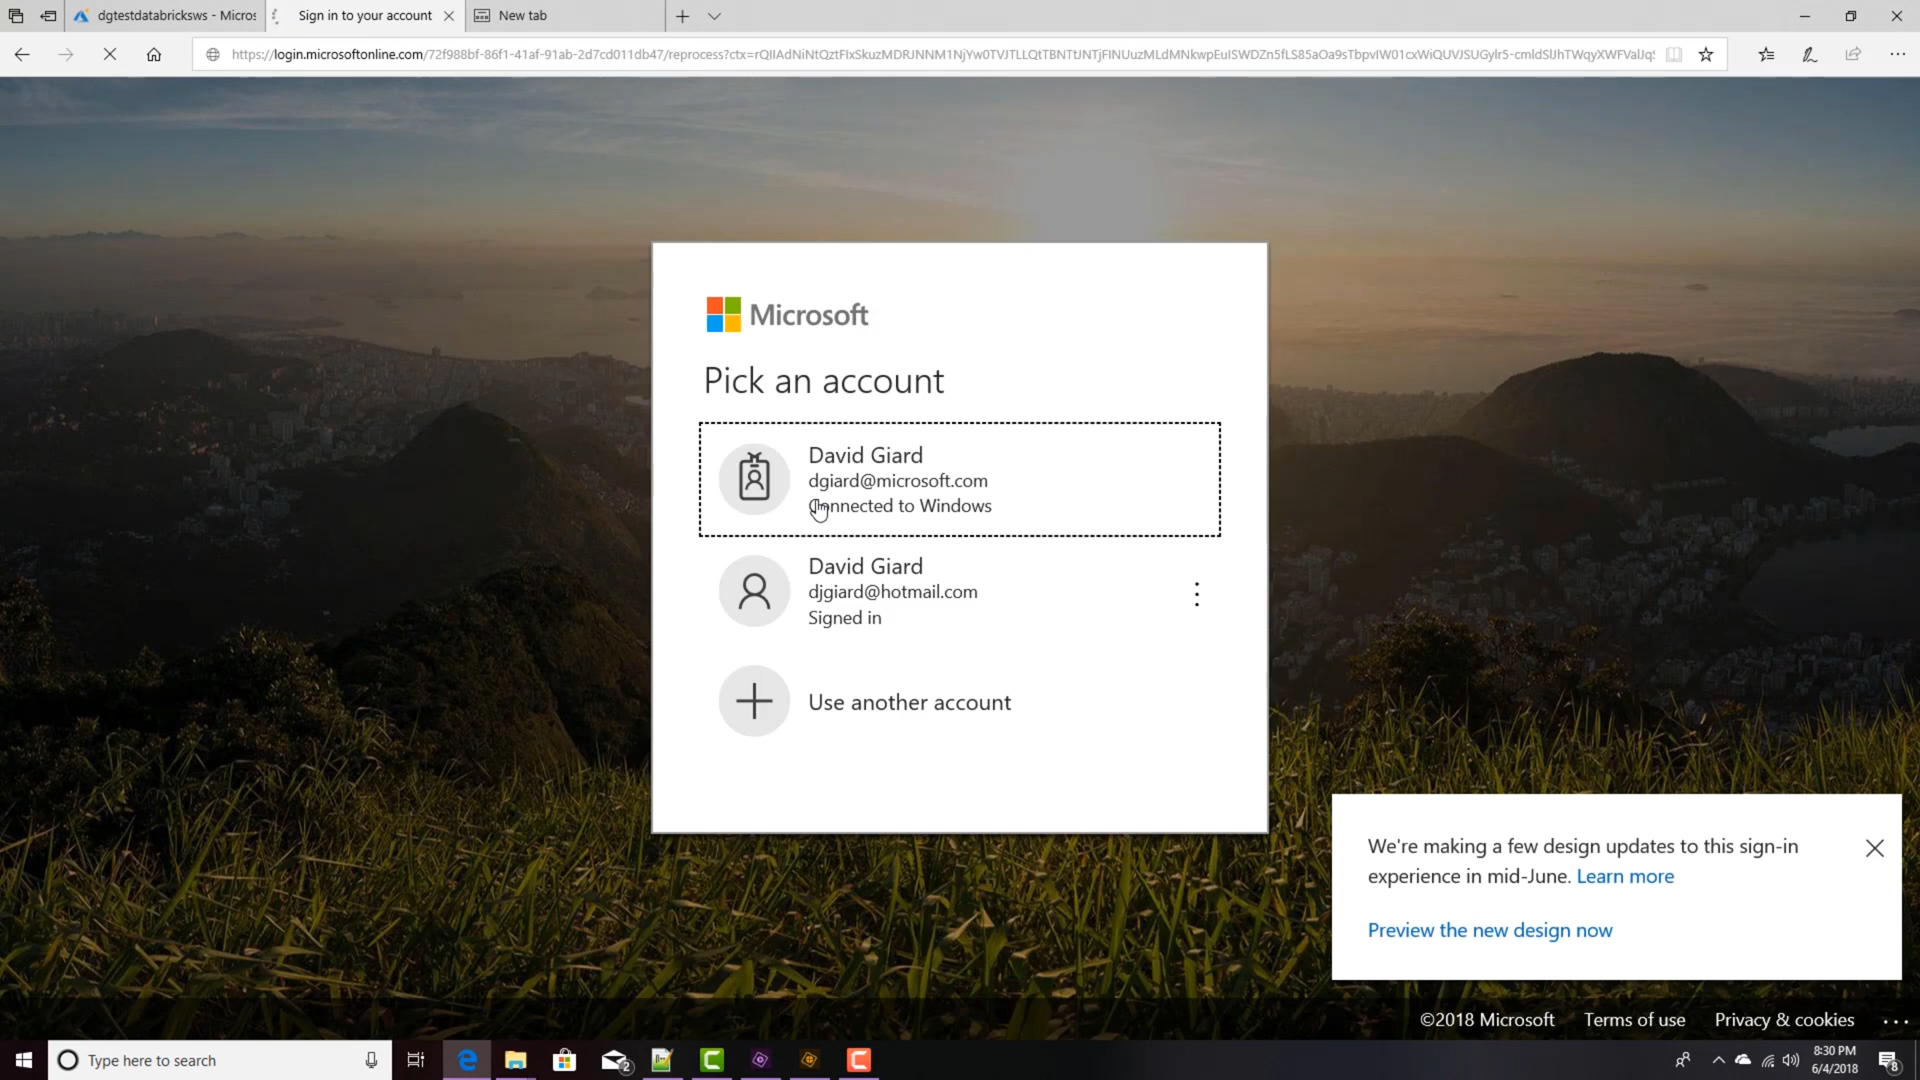 dgtestdatabricksws - Micros
Sign in to your account
New tab
Microsoft
Pick an account
David Giard
dgiard@microsoft.com
Connected to Windows
David Giard
djgiard@hotmail.com
Signed in
Use another account
We're making a few design updates to this sign-in
experience in mid-June. Learn more
Preview the new design now
©2018 Microsoft
Terms of use
Privacy & cookies
Type here to search
2
8:30 PM
6/4/2018
8